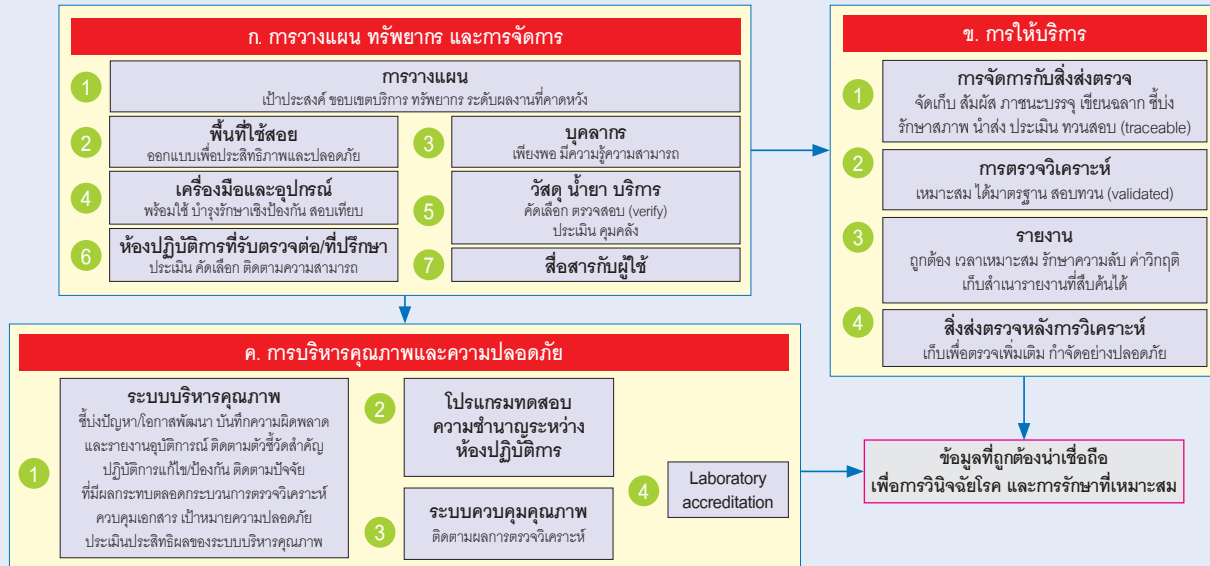 ก. การวางแผน ทรัพยากร และการจัดการ
1
การวางแผน
เป้าประสงค์ ขอบเขตบริการ ทรัพยากร ระดับผลงานที่คาดหวัง
2
พื้นที่ใช้สอย
ออกแบบเพื่อประสิทธิภาพและปลอดภัย
3
บุคลากร
เพียงพอ มีความรู้ความสามารถ
4
เครื่องมือและอุปกรณ์
พร้อมใช้ บำรุงรักษาเชิงป้องกัน สอบเทียบ
5
วัสดุ น้ำยา บริการ
คัดเลือก ตรวจสอบ (verify)
ประเมิน คุมคลัง
6
ห้องปฏิบัติการที่รับตรวจต่อ/ที่ปรึกษา
ประเมิน คัดเลือก ติดตามความสามารถ
7
สื่อสารกับผู้ใช้
ข. การให้บริการ
1
การจัดการกับสิ่งส่งตรวจ
จัดเก็บ สัมผัส ภาชนะบรรจุ เขียนฉลาก ชี้บ่ง
รักษาสภาพ นำส่ง ประเมิน ทวนสอบ (traceable)
2
การตรวจวิเคราะห์
เหมาะสม ได้มาตรฐาน สอบทวน (validated)
3
รายงาน
ถูกต้อง เวลาเหมาะสม รักษาความลับ ค่าวิกฤติ
เก็บสำเนารายงานที่สืบค้นได้
4
สิ่งส่งตรวจหลังการวิเคราะห์
เก็บเพื่อตรวจเพิ่มเติม กำจัดอย่างปลอดภัย
ค. การบริหารคุณภาพและความปลอดภัย
1
ระบบบริหารคุณภาพ
ชี้บ่งปัญหา/โอกาสพัฒนา บันทึกความผิดพลาด
และรายงานอุบัติการณ์ ติดตามตัวชี้วัดสำคัญ
ปฏิบัติการแก้ไข/ป้องกัน ติดตามปัจจัย
ที่มีผลกระทบตลอดกระบวนการตรวจวิเคราะห์
ควบคุมเอกสาร เป้าหมายความปลอดภัย
ประเมินประสิทธิผลของระบบบริหารคุณภาพ
2
โปรแกรมทดสอบ
ความชำนาญระหว่าง
ห้องปฏิบัติการ
3
ระบบควบคุมคุณภาพ
ติดตามผลการตรวจวิเคราะห์
4
Laboratory
accreditation
ข้อมูลที่ถูกต้องน่าเชื่อถือ
เพื่อการวินิจฉัยโรค และการรักษาที่เหมาะสม